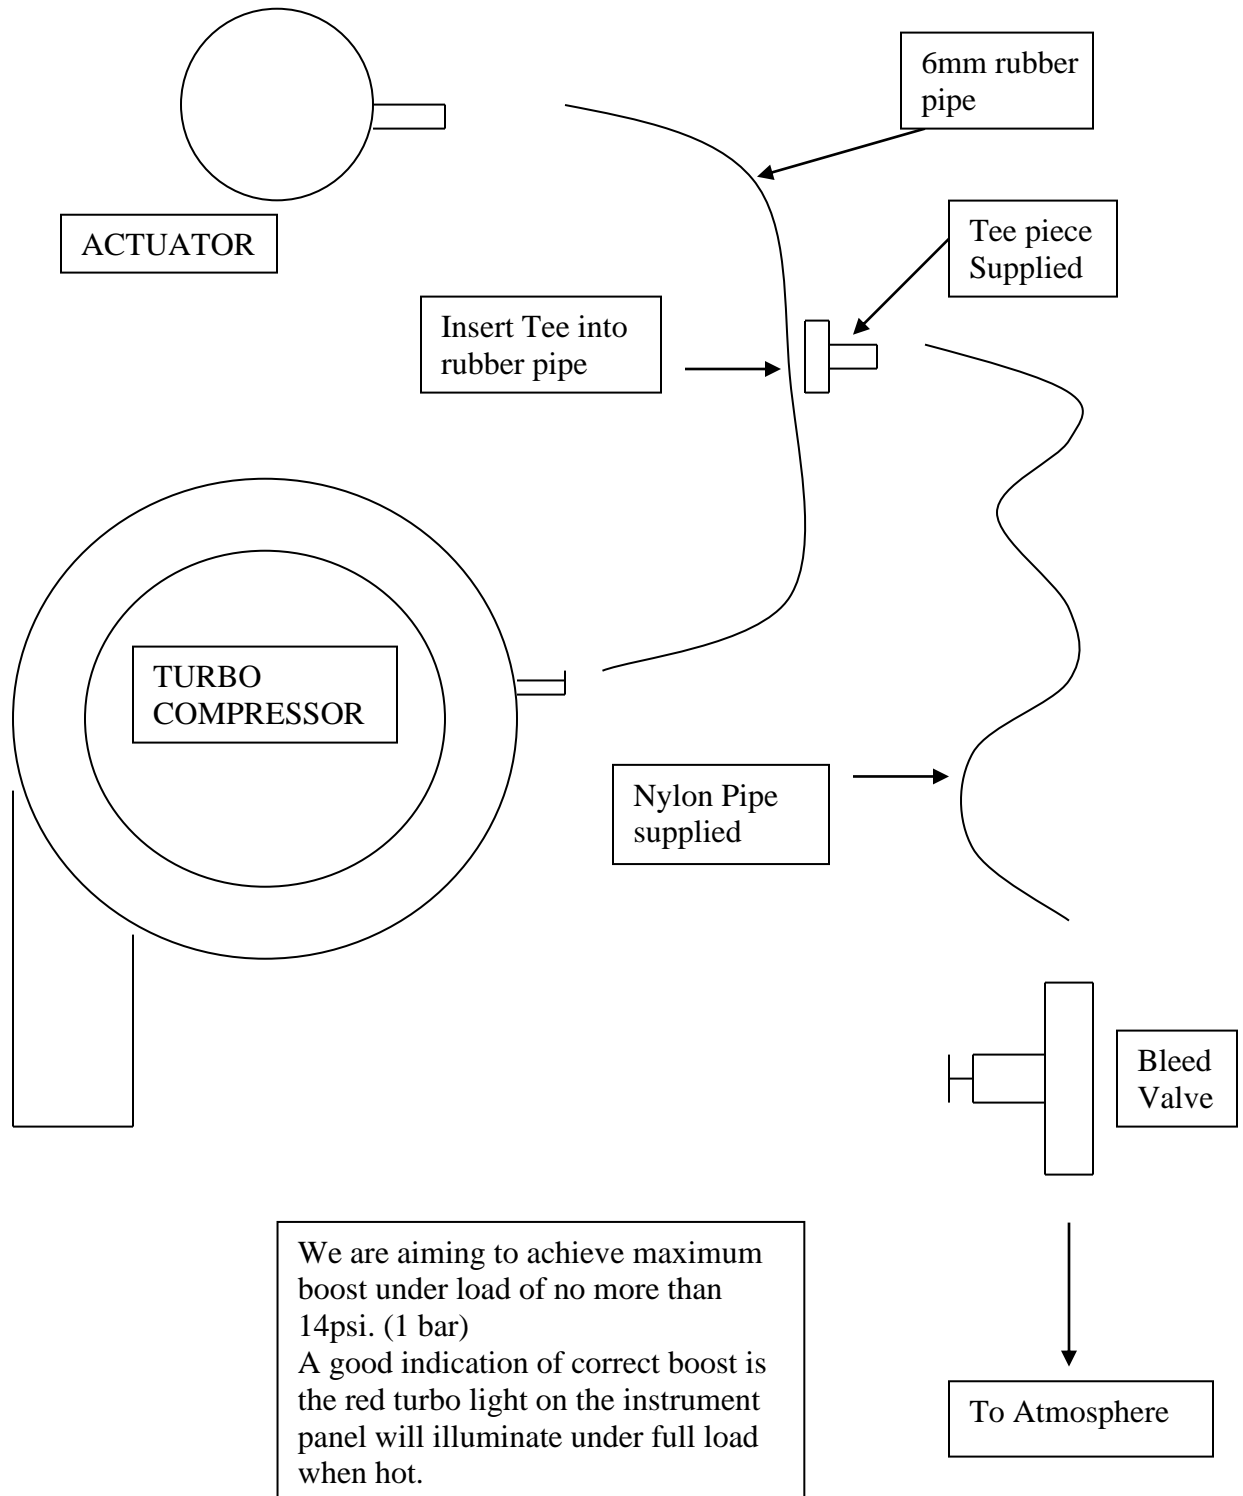 6mm rubber
pipe
ACTUATOR
Tee piece
Supplied
Insert Tee into
rubber pipe
TURBO
COMPRESSOR
Nylon Pipe
supplied
Bleed
Valve
We are aiming to achieve maximum
boost under load of no more than
14psi. (1 bar)
A good indication of correct boost is
the red turbo light on the instrument
panel will illuminate under full load
when hot.
To Atmosphere